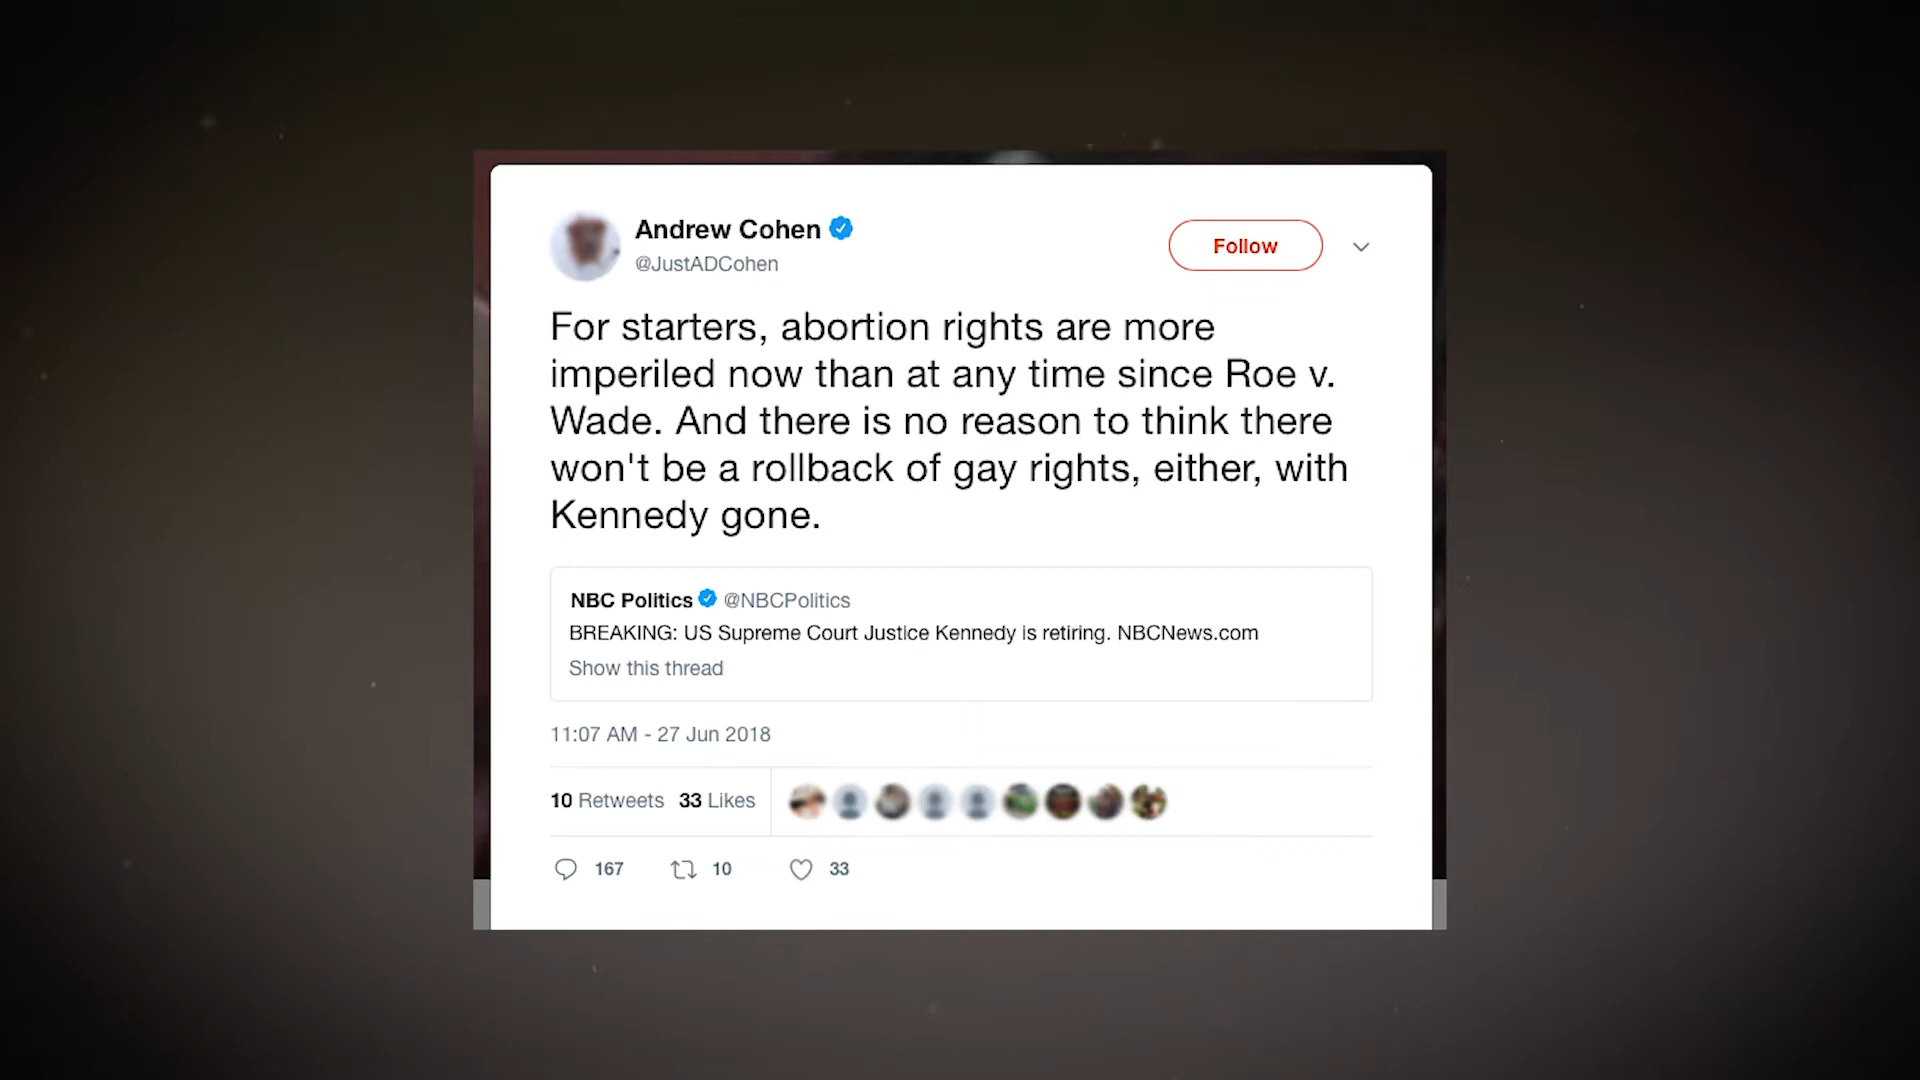 Andrew Cohen
@JustADCohen
Follow
For starters, abortion rights are more
imperiled now than at any time since Roe v.
Wade. And there is no reason to think there
won't be a rollback of gay rights, either, with
Kennedy gone.
NBC Politics @NBCPolitics
BREAKING: US Supreme Court Justice Kennedy is retiring. NBCNews.com
Show this thread
11:07 AM - 27 Jun 2018
10 Retweets 33 Likes
167 10 33